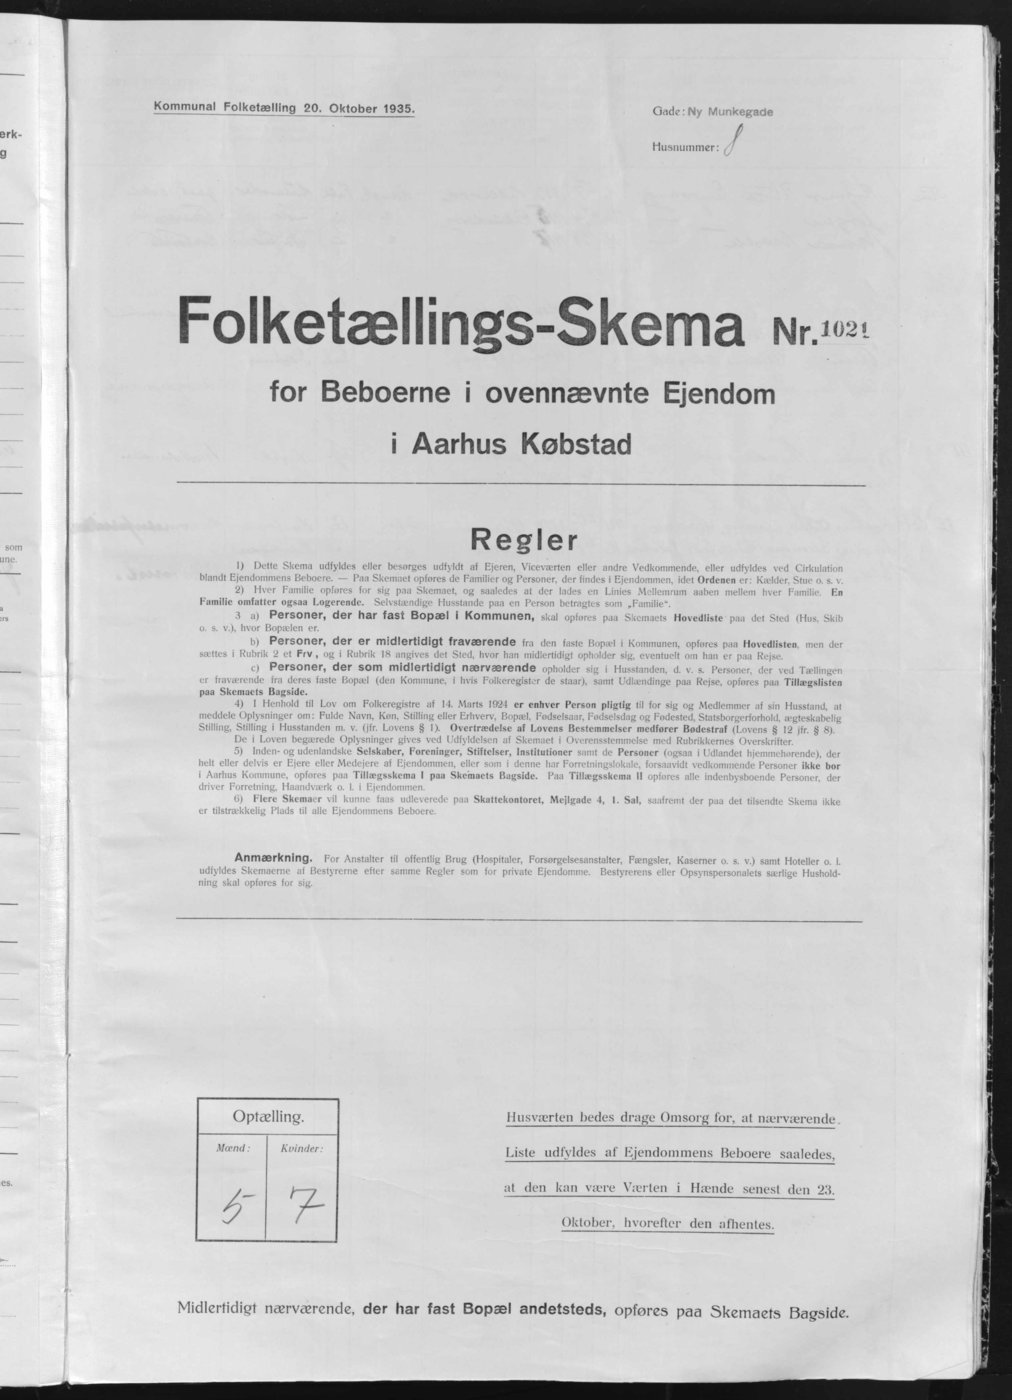 Kommunal Folketælling 20. Oktober 1935.
Gade: Ny Munkegade
Husnummer: 8
Folketællings-Skema Nr. 1021
for Beboerne i ovennævnte Ejendom
i Aarhus Købstad
Regler
1) Dette Skema udfyldes eller besørges udfyldt af Ejeren, Viceværten eller andre Vedkommende, eller udfyldes ved Cirkulation
blandt Ejendommens Beboere. — Paa Skemaet opføres de Familier og Personer, der findes i Ejendommen, idet Ordenen er: Kælder, Stue o. s. v.
2) Hver Familie opføres for sig paa Skemaet, og saaledes at der lades en Linies Mellemrum aaben mellem hver Familie. En
Familie omfatter ogsaa Logerende. Selvstændige Husstande paa en Person betragtes som „Familie“.
3 a) Personer, der har fast Bopæl i Kommunen, skal opføres paa Skemaets Hovedliste paa det Sted (Hus, Skib
o. s. v.), hvor Bopælen er.
b) Personer, der er midlertidigt fraværende fra den faste Bopæl i Kommunen, opføres paa Hovedlisten, men der
sættes i Rubrik 2 et Frv, og i Rubrik 18 angives det Sted, hvor han midlertidigt opholder sig, eventuelt om han er paa Rejse.
c) Personer, der som midlertidigt nærværende opholder sig i Husstanden, d. v. s. Personer, der ved Tællingen
er fraværende fra deres faste Bopæl (den Kommune, i hvis Folkeregister de staar), samt Udlændinge paa Rejse, opføres paa Tillægslisten
paa Skemaets Bagside.
4) I Henhold til Lov om Folkeregistre af 14. Marts 1924 er enhver Person pligtig til for sig og Medlemmer af sin Husstand, at
meddele Oplysninger om: Fulde Navn, Køn, Stilling eller Erhverv, Bopæl, Fødselsaar, Fødselsdag og Fødested, Statsborgerforhold, ægteskabelig
Stilling, Stilling i Husstanden m. v. (jfr. Lovens § 1). Overtrædelse af Lovens Bestemmelser medfører Bødestraf (Lovens § 12 jfr. § 8).
De i Loven begærede Oplysninger gives ved Udfyldelsen af Skemaet i Overensstemmelse med Rubrikkernes Overskrifter.
5) Inden- og udenlandske Selskaber, Foreninger, Stiftelser, Institutioner samt de Personer (ogsaa i Udlandet hjemmehørende), der
helt eller delvis er Ejere eller Medejere af Ejendommen, eller som i denne har Forretningslokale, forsaavidt vedkommende Personer ikke bor
i Aarhus Kommune, opføres paa Tillægsskema I paa Skemaets Bagside. Paa Tillægsskema II opføres alle indenbysboende Personer, der
driver Forretning, Haandværk o. l. i Ejendommen.
6) Flere Skemaer vil kunne faas udleverede paa Skattekontoret, Mejlgade 4, 1. Sal, saafremt der paa det tilsendte Skema ikke
er tilstrækkelig Plads til alle Ejendommens Beboere.
Anmærkning. For Anstalter til offentlig Brug (Hospitaler, Forsørgelsesanstalter, Fængsler, Kaserner o. s. v.) samt Hoteller o. l.
udfyldes Skemaerne af Bestyrerne efter samme Regler som for private Ejendomme. Bestyrerens eller Opsynspersonalets særlige Hushold-
ning skal opføres for sig.
Optælling.
Mænd: Kvinder:
5 7
Husværten bedes drage Omsorg for, at nærværende
Liste udfyldes af Ejendommens Beboere saaledes,
at den kan være Værten i Hænde senest den 23.
Oktober, hvorefter den afhentes.
Midlertidigt nærværende, der har fast Bopæl andetsteds, opføres paa Skemaets Bagside.